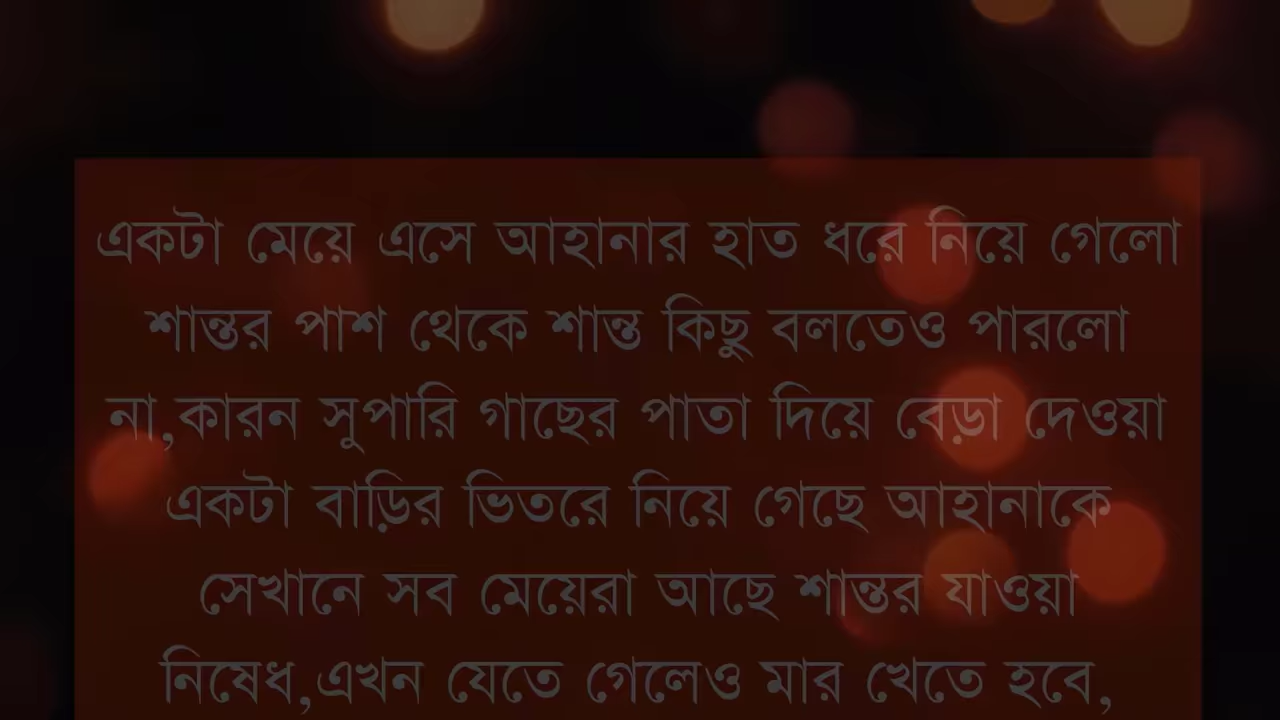 একটা মেয়ে এসে আহানার হাত ধরে নিয়ে গেলো
শান্তর পাশ থেকে শান্ত কিছু বলতেও পারলো
না,কারন সুপারি গাছের পাতা দিয়ে বেড়া দেওয়া
একটা বাড়ির ভিতরে নিয়ে গেছে আহানাকে
সেখানে সব মেয়েরা আছে শান্তর যাওয়া
নিষেধ,এখন যেতে গেলেও মার খেতে হবে,